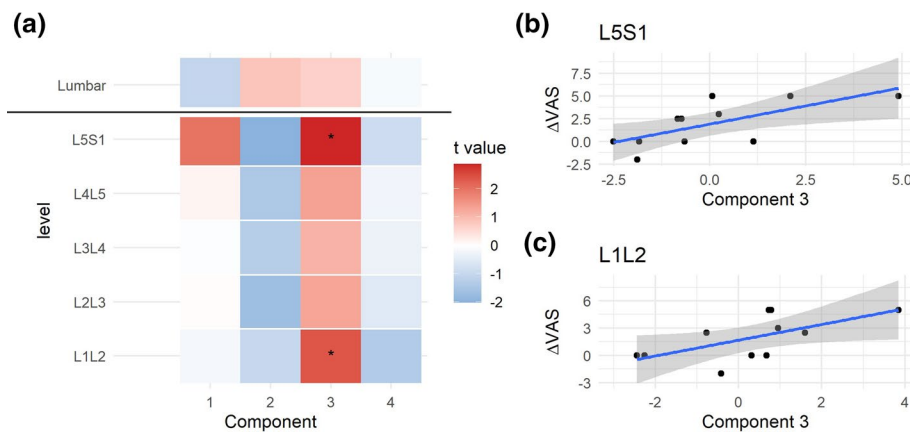 (a)
Lumbar
L5S1
L4L5
L3L4
L2L3
L1L2
level
*
*
1 2 3 4
Component
t value
2
1
0
-1
-2
(b)
L5S1
ΔVAS
7.5
5.0
2.5
0.0
-2.5
-2.5 0.0 2.5 5.0
Component 3
(c)
L1L2
ΔVAS
6
3
0
-3
-2 0 2 4
Component 3